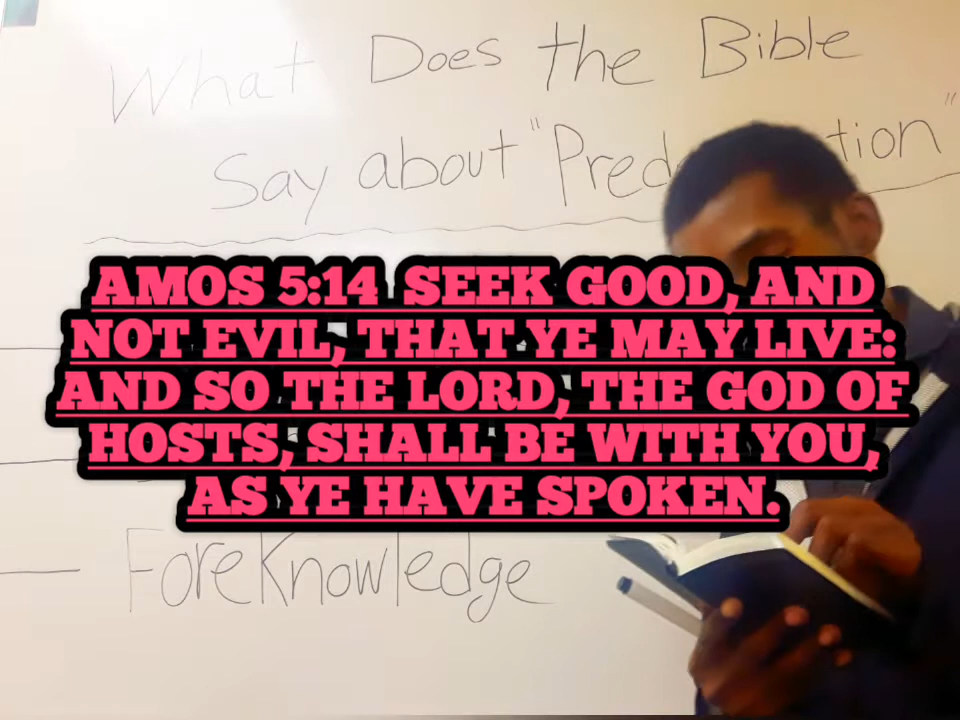 What Does the Bible
Say about "Pred tion"
AMOS 5:14 SEEK GOOD, AND
NOT EVIL, THAT YE MAY LIVE:
AND SO THE LORD, THE GOD OF
HOSTS, SHALL BE WITH YOU,
AS YE HAVE SPOKEN.
ForeKnowledge